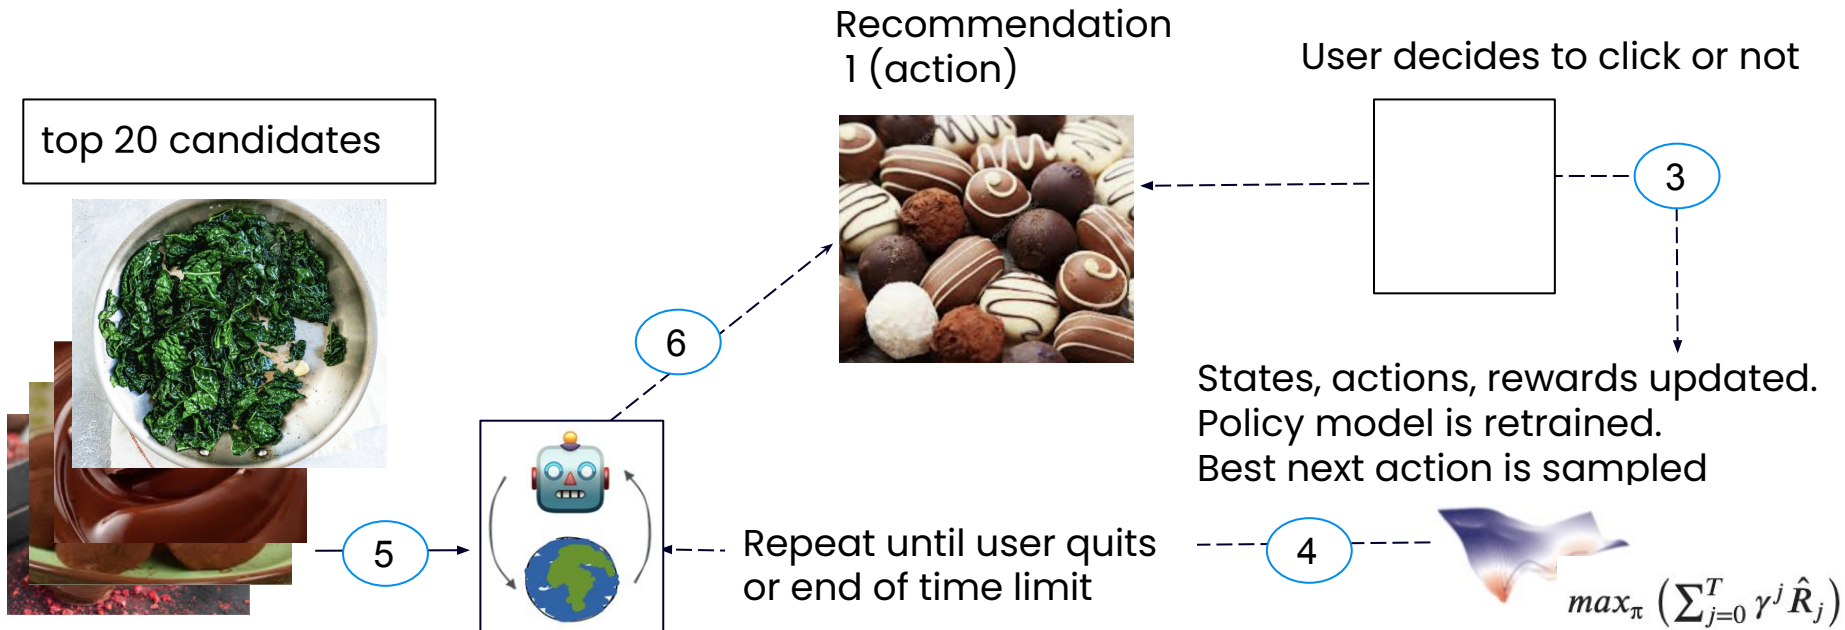 Recommendation
1 (action)
User decides to click or not
top 20 candidates
3
6
States, actions, rewards updated.
Policy model is retrained.
Best next action is sampled
5
Repeat until user quits
or end of time limit
4
max_π (∑_{j=0}^{T} γ^j R̂_j)